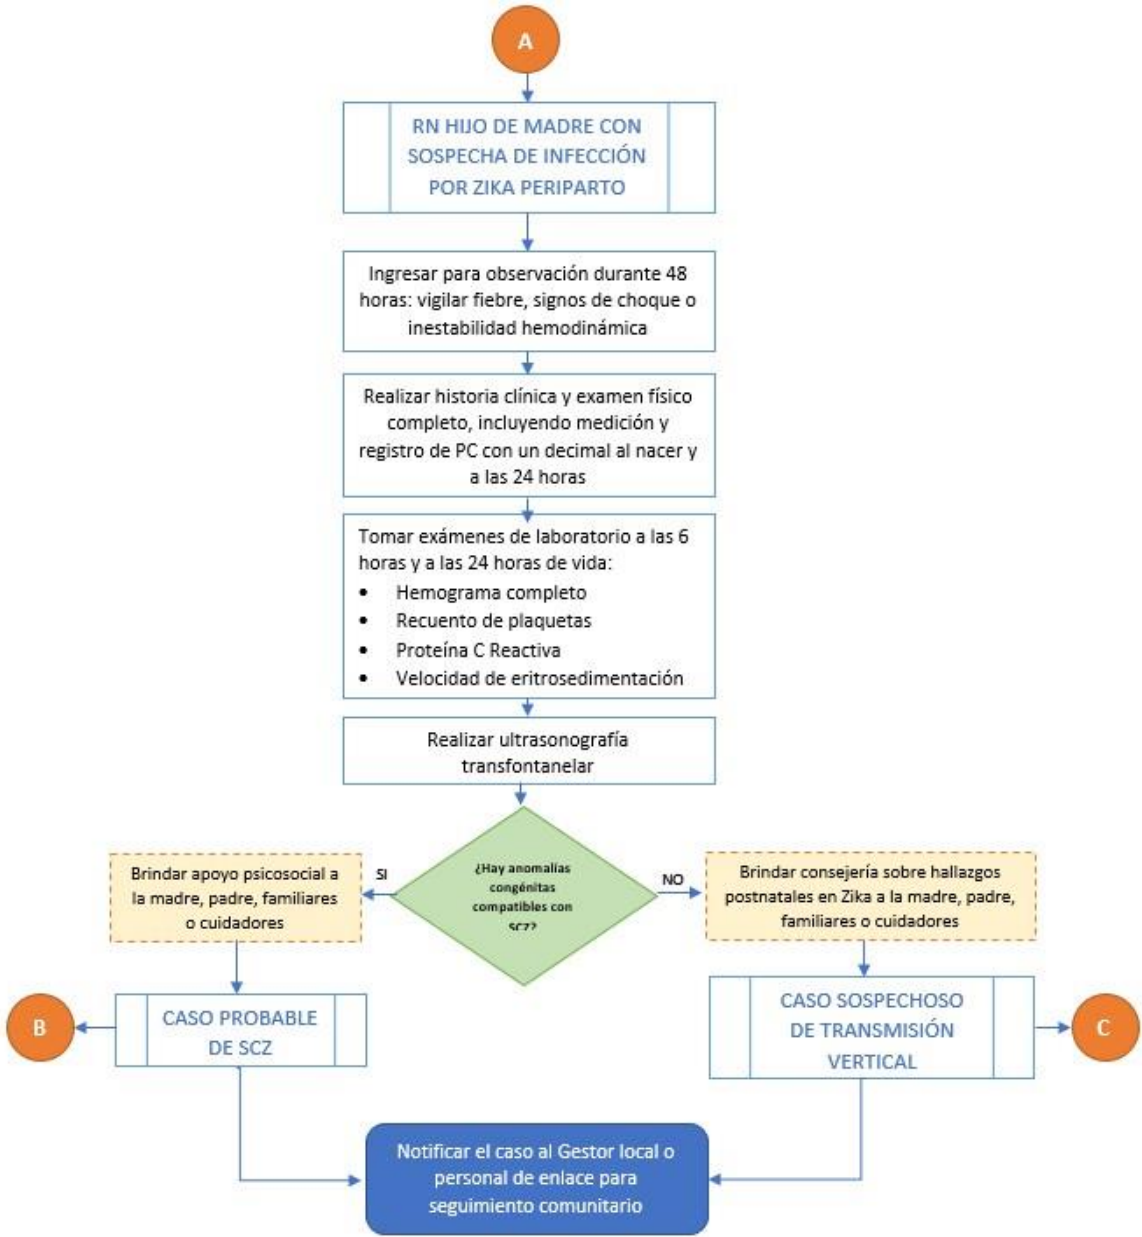 A
RN HIJO DE MADRE CON
SOSPECHA DE INFECCIÓN
POR ZIKA PERIPARTO
Ingresar para observación durante 48
horas: vigilar fiebre, signos de choque o
inestabilidad hemodinámica
Realizar historia clínica y examen físico
completo, incluyendo medición y
registro de PC con un decimal al nacer y
a las 24 horas
Tomar exámenes de laboratorio a las 6
horas y a las 24 horas de vida:
• Hemograma completo
• Recuento de plaquetas
• Proteína C Reactiva
• Velocidad de eritrosedimentación
Realizar ultrasonografía
transfontanelar
¿Hay anomalías
congénitas
compatibles con
SCZ?
SI
NO
Brindar apoyo psicosocial a
la madre, padre, familiares
o cuidadores
Brindar consejería sobre hallazgos
postnatales en Zika a la madre, padre,
familiares o cuidadores
B
CASO PROBABLE
DE SCZ
CASO SOSPECHOSO
DE TRANSMISIÓN
VERTICAL
C
Notificar el caso al Gestor local o
personal de enlace para
seguimiento comunitario